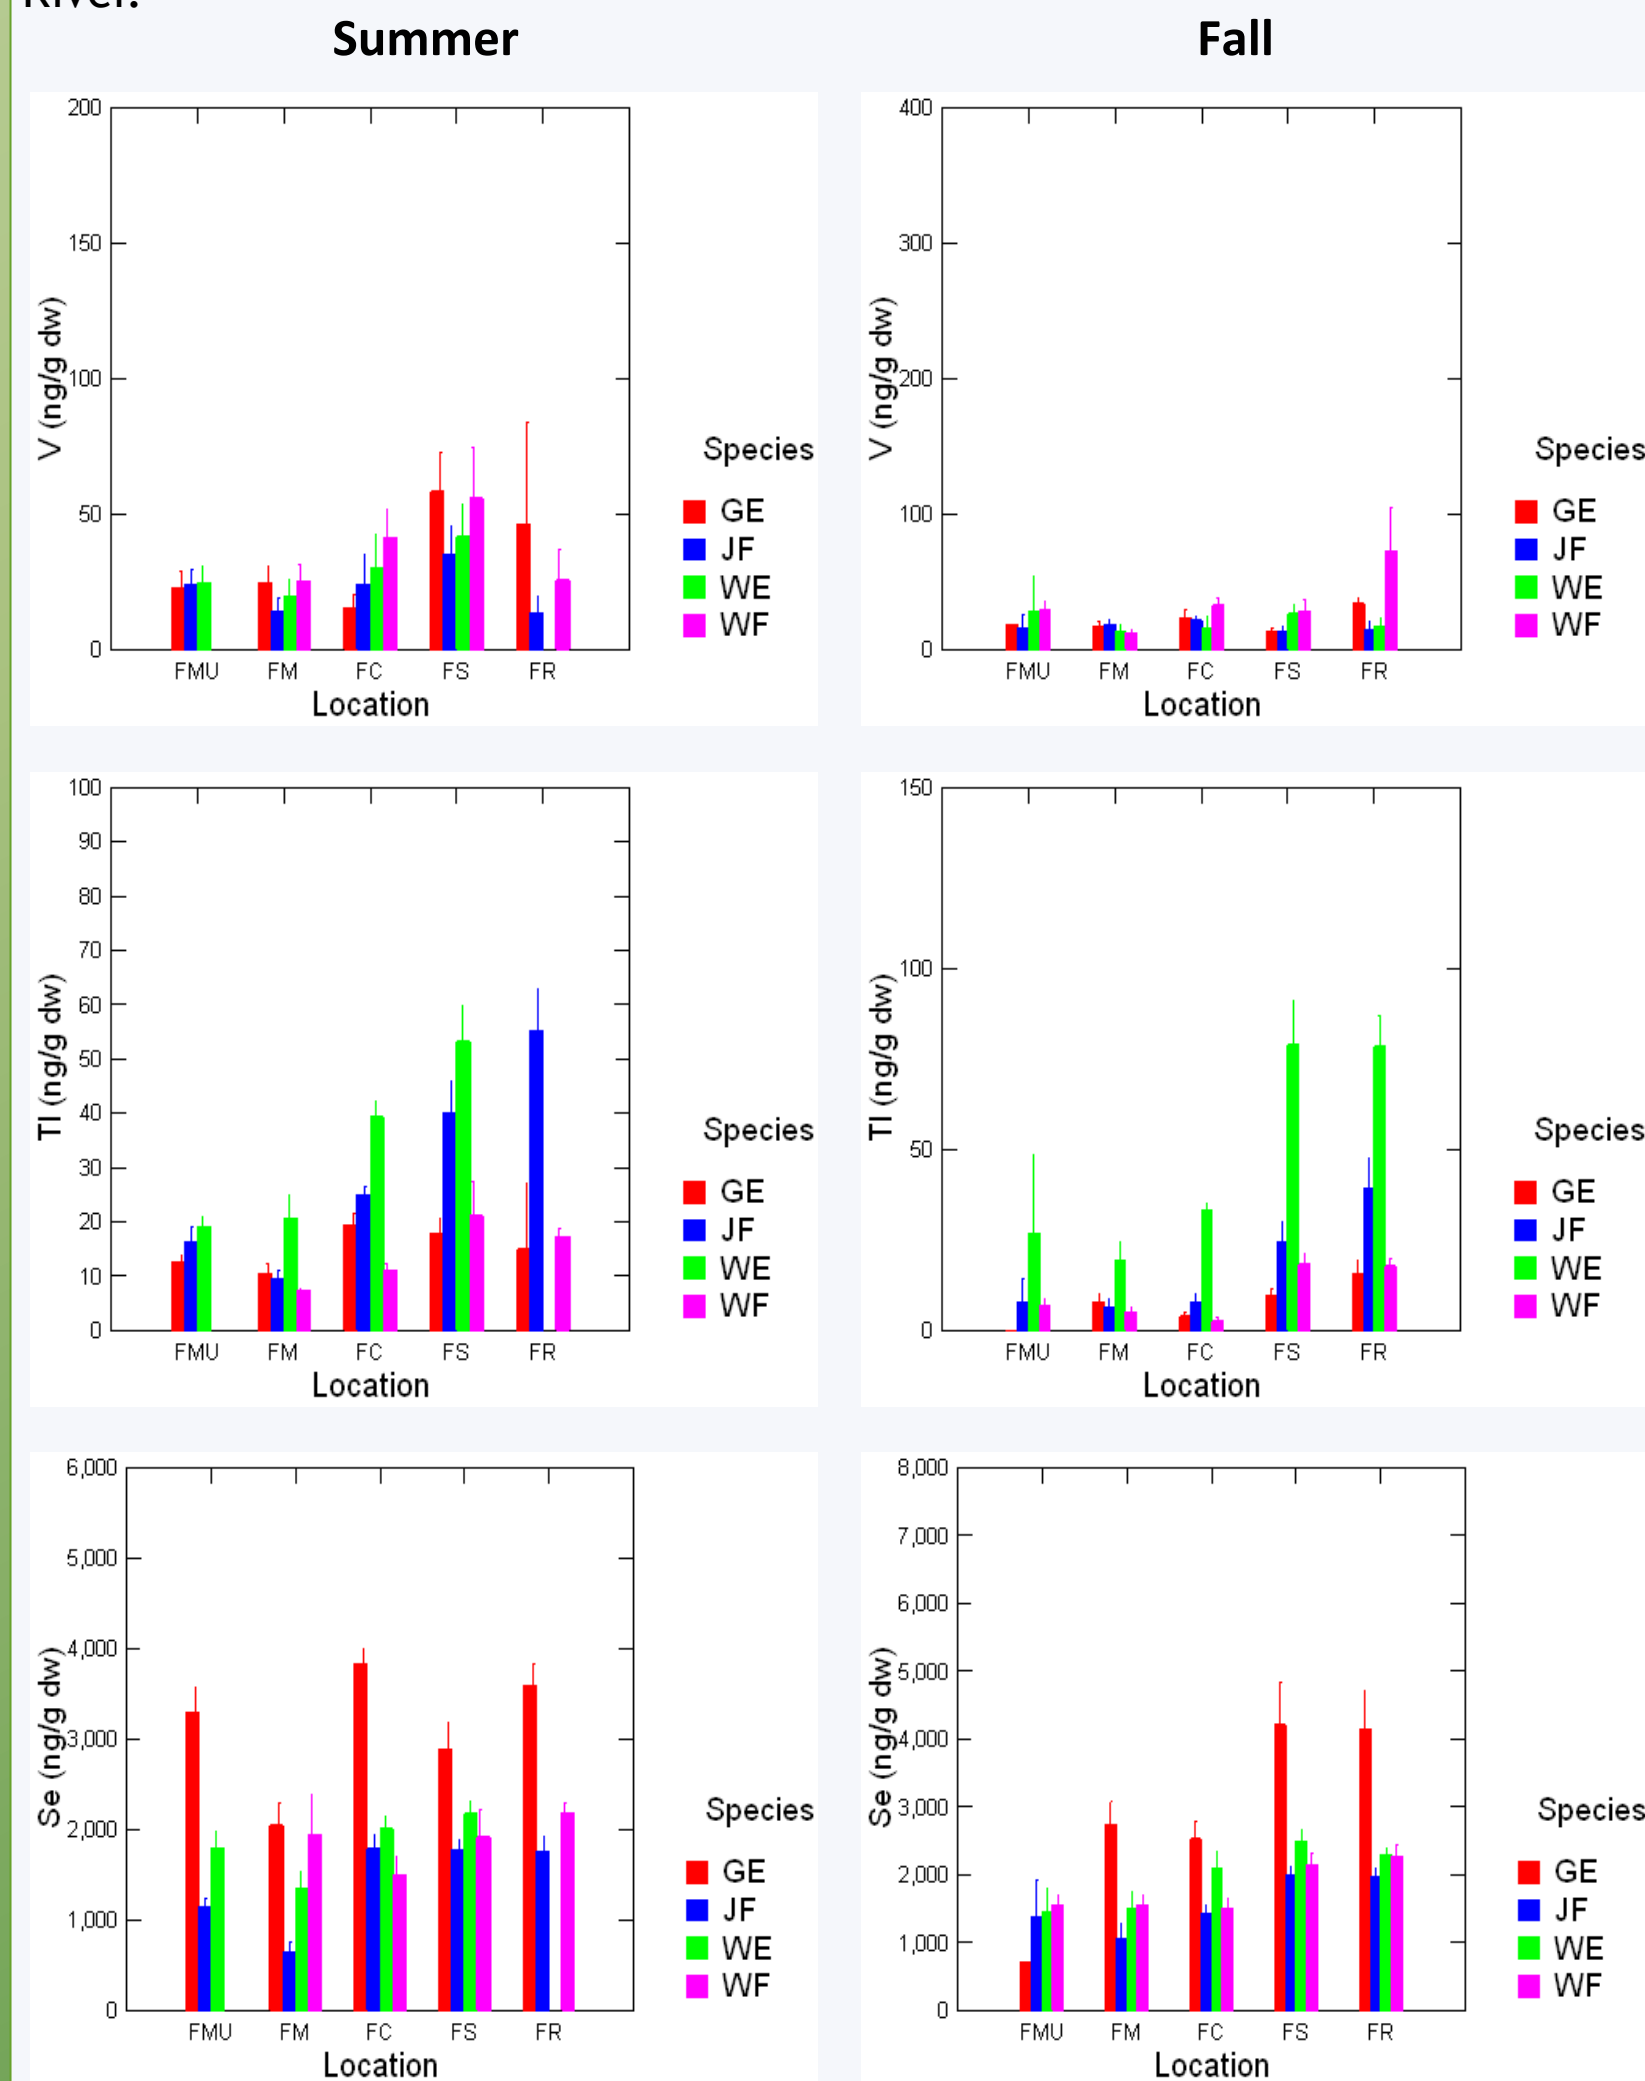 River.
Summer
Fall
200
150
100
50
0
V (ng/g dw)
FMU FM FC FS FR
Location
Species
GE
JF
WE
WF
400
300
200
100
0
V (ng/g dw)
FMU FM FC FS FR
Location
Species
GE
JF
WE
WF
100
90
80
70
60
50
40
30
20
10
0
Tl (ng/g dw)
FMU FM FC FS FR
Location
Species
GE
JF
WE
WF
150
100
50
0
Tl (ng/g dw)
FMU FM FC FS FR
Location
Species
GE
JF
WE
WF
6,000
5,000
4,000
3,000
2,000
1,000
0
Se (ng/g dw)
FMU FM FC FS FR
Location
Species
GE
JF
WE
WF
8,000
7,000
6,000
5,000
4,000
3,000
2,000
1,000
0
Se (ng/g dw)
FMU FM FC FS FR
Location
Species
GE
JF
WE
WF